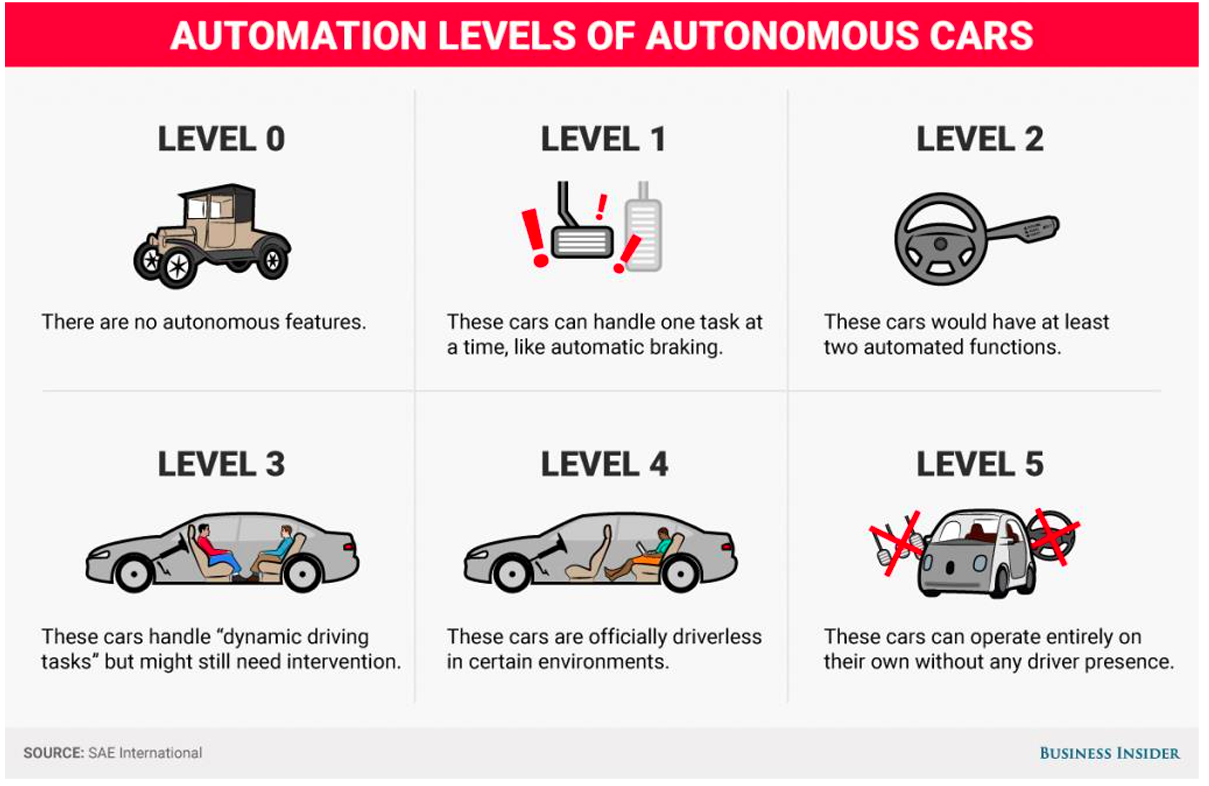 AUTOMATION LEVELS OF AUTONOMOUS CARS
LEVEL 0
There are no autonomous features.
LEVEL 1
These cars can handle one task at
a time, like automatic braking.
LEVEL 2
These cars would have at least
two automated functions.
LEVEL 3
These cars handle “dynamic driving
tasks” but might still need intervention.
LEVEL 4
These cars are officially driverless
in certain environments.
LEVEL 5
These cars can operate entirely on
their own without any driver presence.
SOURCE: SAE International
BUSINESS INSIDER